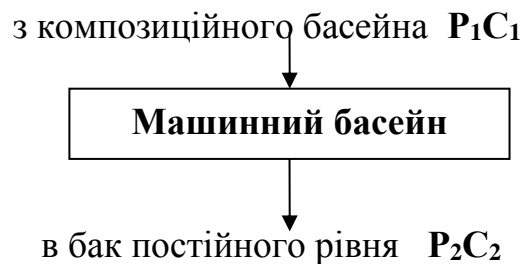 з композиційного басейна P₁C₁
Машинний басейн
в бак постійного рівня P₂C₂